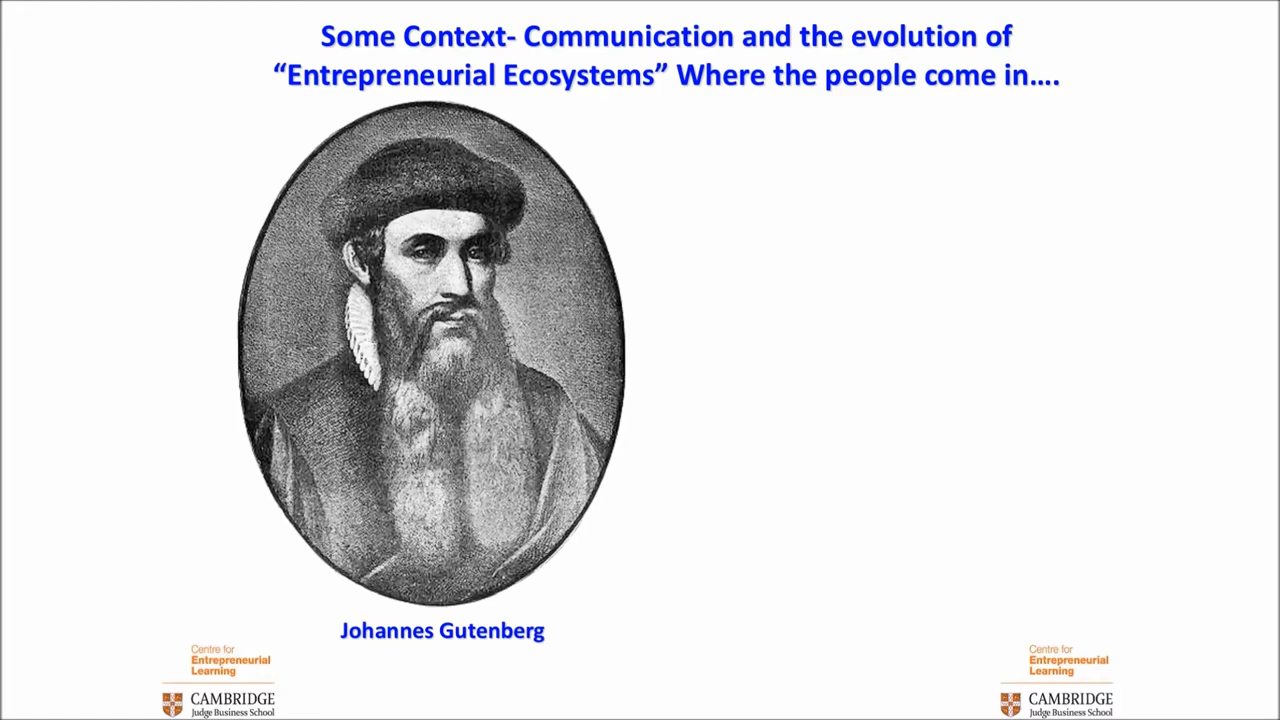 Some Context- Communication and the evolution of
“Entrepreneurial Ecosystems” Where the people come in….
Johannes Gutenberg
Centre for
Entrepreneurial
Learning
CAMBRIDGE
Judge Business School
Centre for
Entrepreneurial
Learning
CAMBRIDGE
Judge Business School